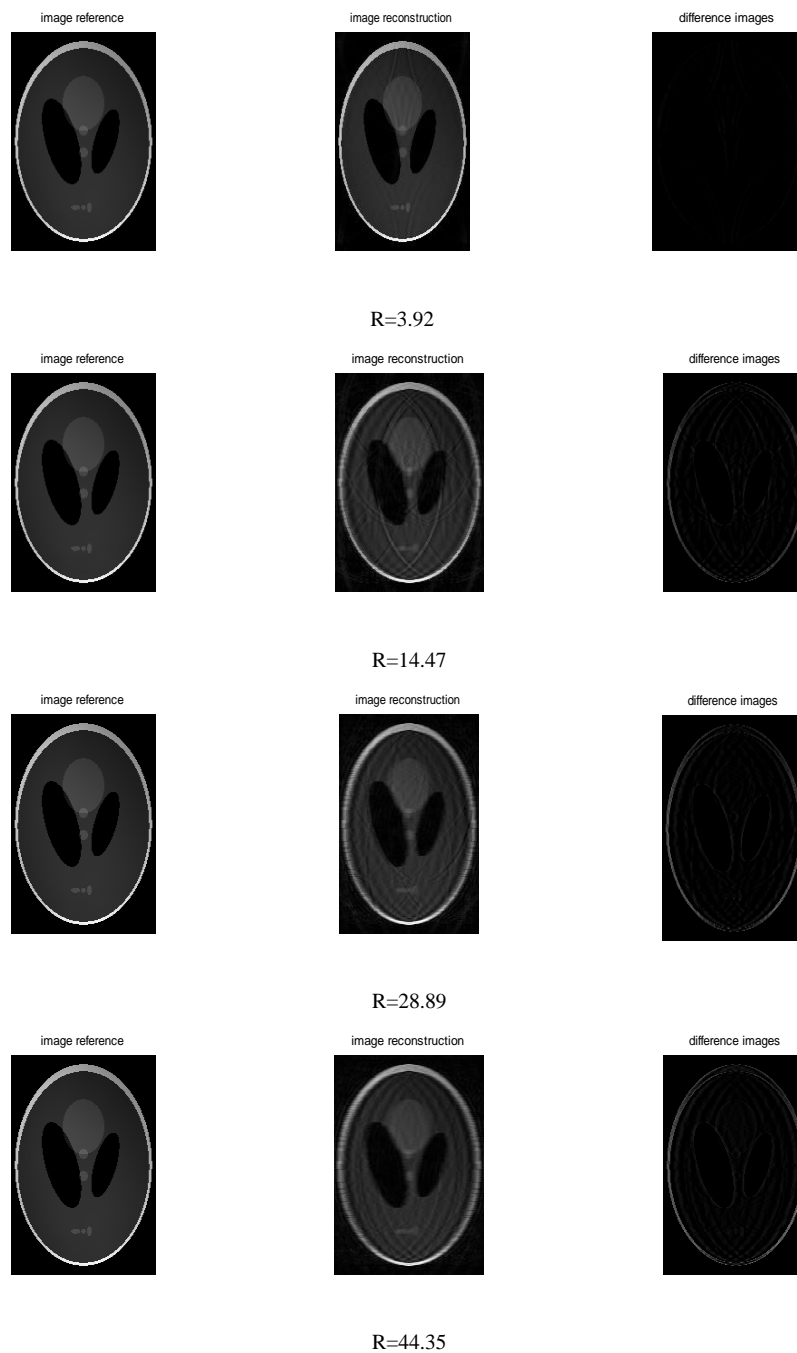 image reference
image reconstruction
difference images
R=3.92
image reference
image reconstruction
difference images
R=14.47
image reference
image reconstruction
difference images
R=28.89
image reference
image reconstruction
difference images
R=44.35